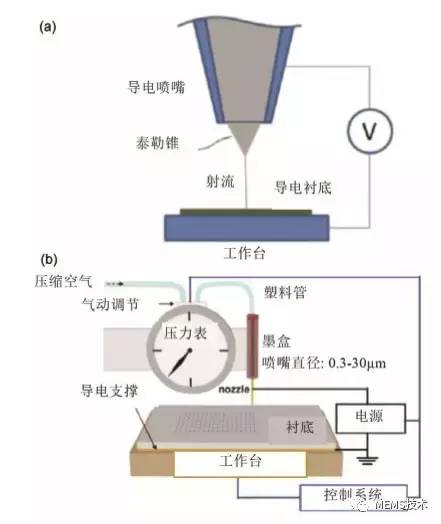 (a)
导电喷嘴
泰勒锥
V
射流
导电衬底
工作台
(b)
压缩空气
塑料管
气动调节
压力表
墨盒
喷嘴直径: 0.3-30μm
nozzle
导电支撑
电源
衬底
工作台
控制系统
MEMS技术